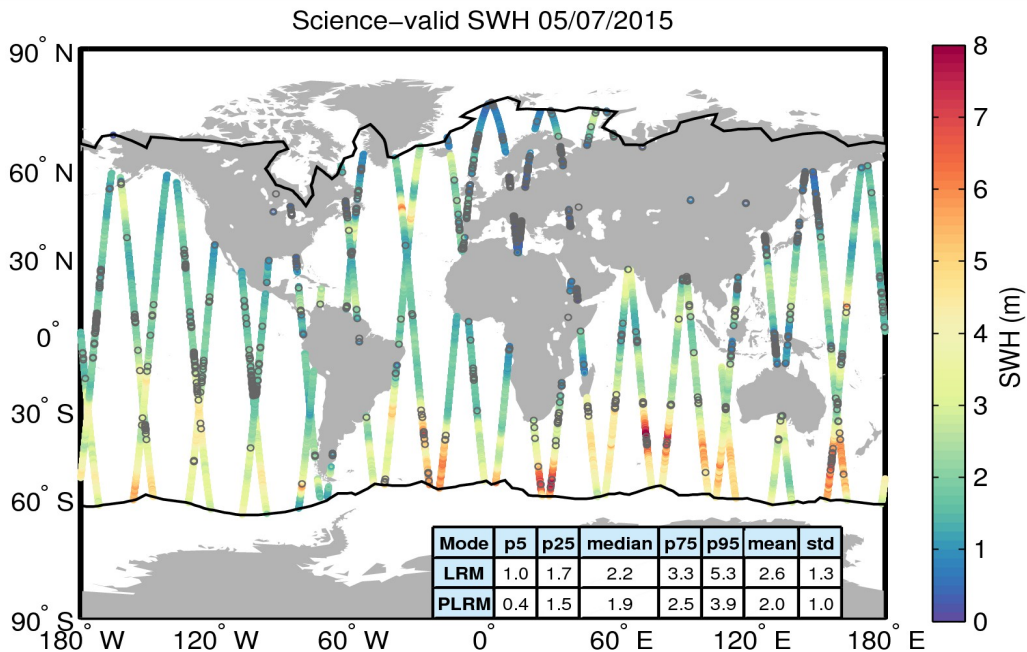 Science−valid SWH 05/07/2015
90° N
60° N
30° N
0°
30° S
60° S
90° S
180° W
120° W
60° W
0°
60° E
120° E
180° E
Mode p5 p25 median p75 p95 mean std
LRM 1.0 1.7 2.2 3.3 5.3 2.6 1.3
PLRM 0.4 1.5 1.9 2.5 3.9 2.0 1.0
8
7
6
5
4
3
2
1
0
SWH (m)